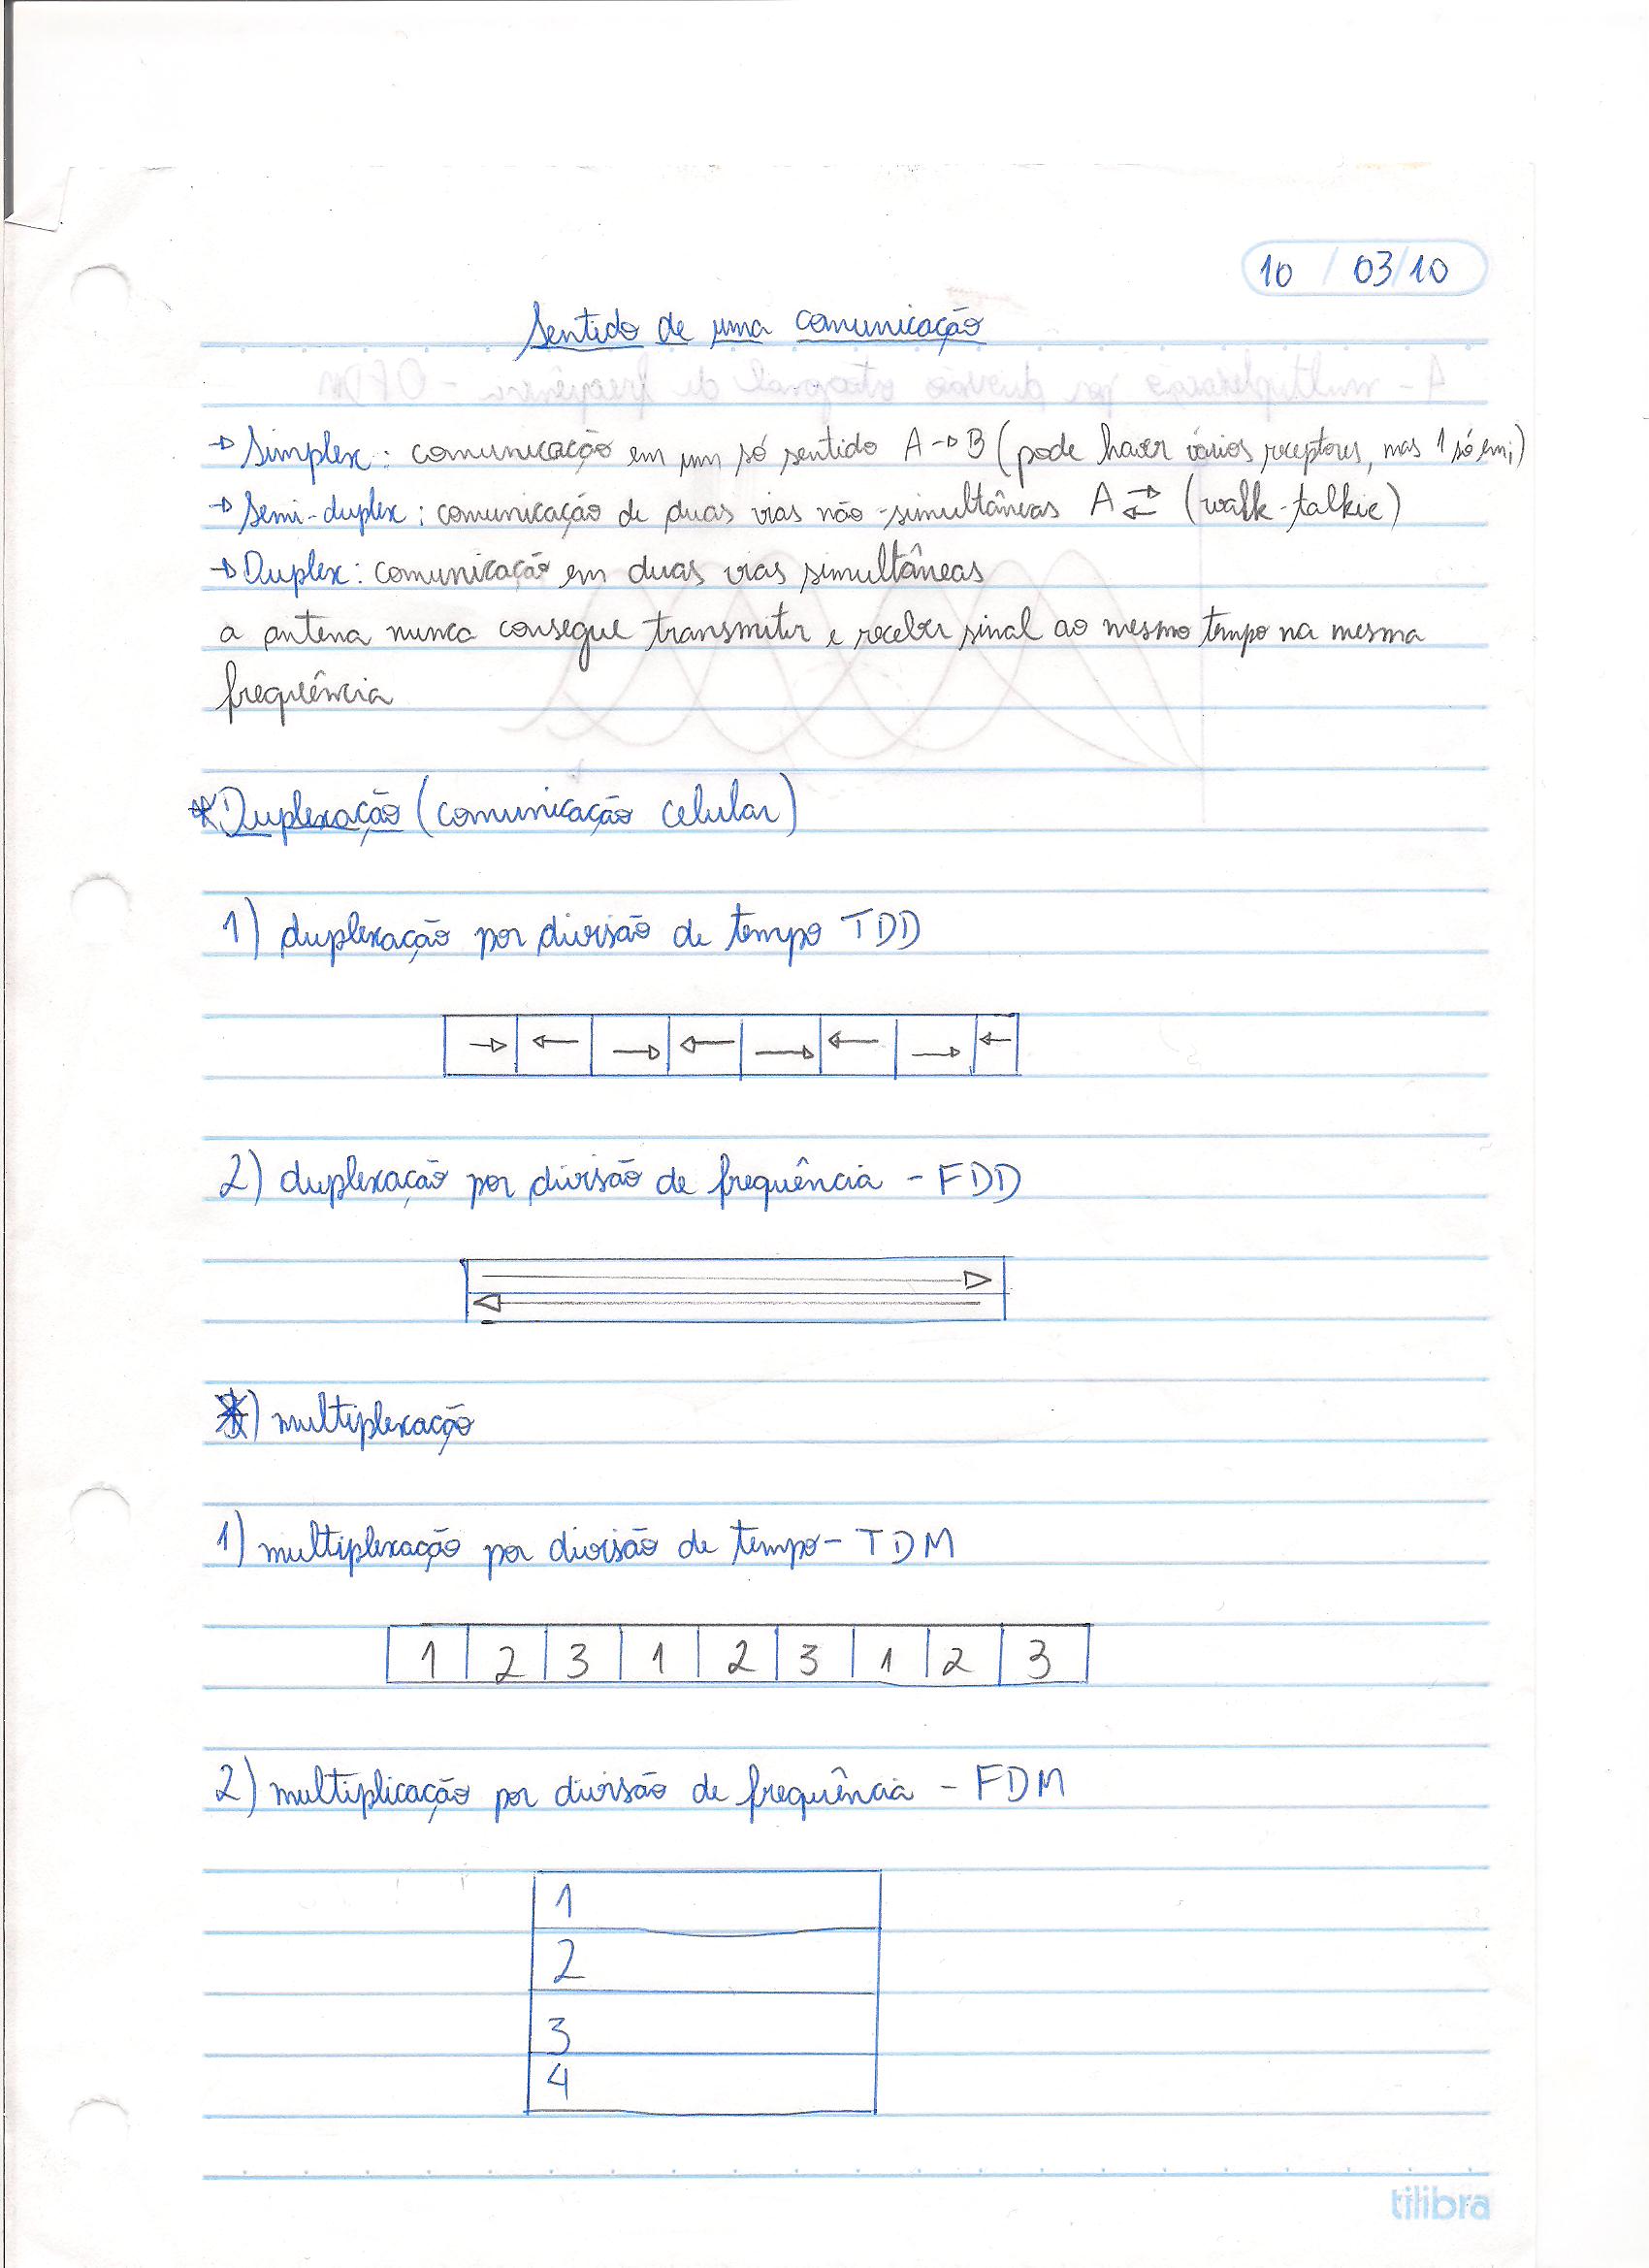 10 / 03/10
Sentido de uma comunicação
→ Simplex: comunicação em um só sentido A→B (pode haver vários receptores, mas 1 só emi)
→ Semi-duplex: comunicação de duas vias não-simultâneas A ⇄ (walk-talkie)
→ Duplex: comunicação em duas vias simultâneas
a antena nunca consegue transmitir e receber sinal ao mesmo tempo na mesma
frequência
*Duplexação (comunicação celular)
1) duplexação por divisão de tempo TDD
→ ← → ← → ← → ←
2) duplexação por divisão de frequência - FDD
*) multiplexação
1) multiplexação por divisão de tempo - TDM
1 2 3 1 2 3 1 2 3
2) multiplicação por divisão de frequência - FDM
1
2
3
4
tilibra